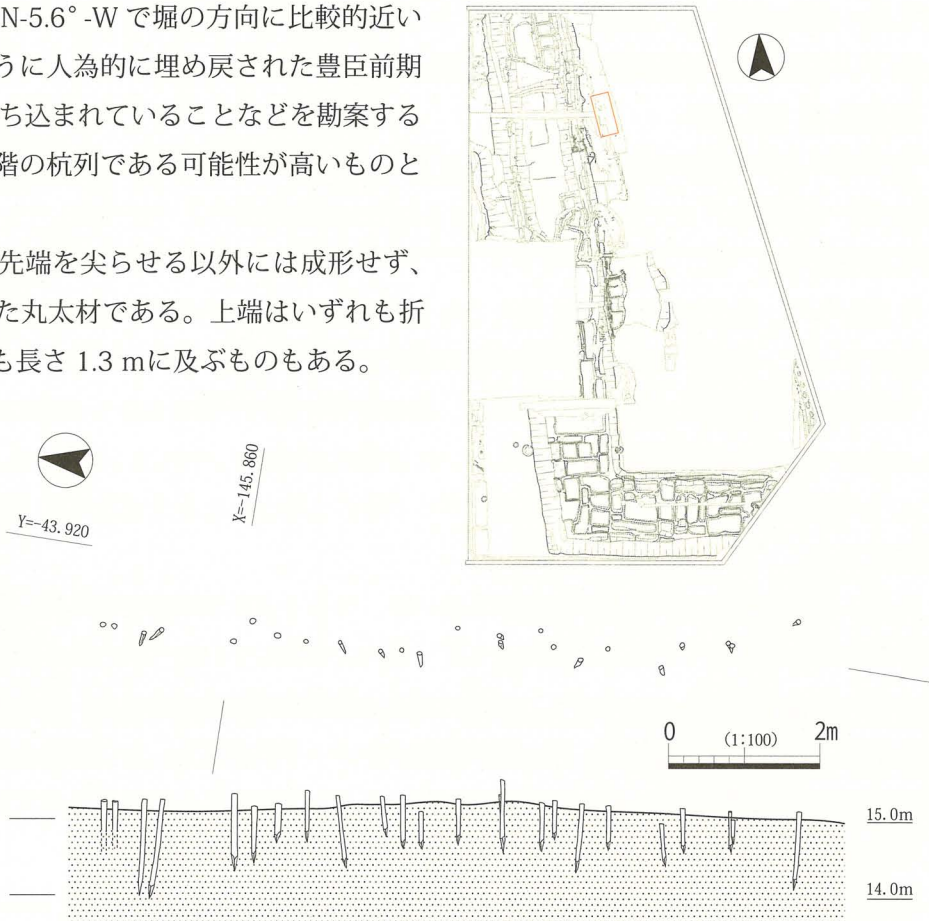 N-5.6°-Wで堀の方向に比較的近い
うに人為的に埋め戻された豊臣前期
ち込まれていることなどを勘案する
階の杭列である可能性が高いものと
先端を尖らせる以外には成形せず、
た丸太材である。上端はいずれも折
も長さ 1.3 mに及ぶものもある。
Y=-43.920
X=-145.860
0 (1:100) 2m
15.0m
14.0m